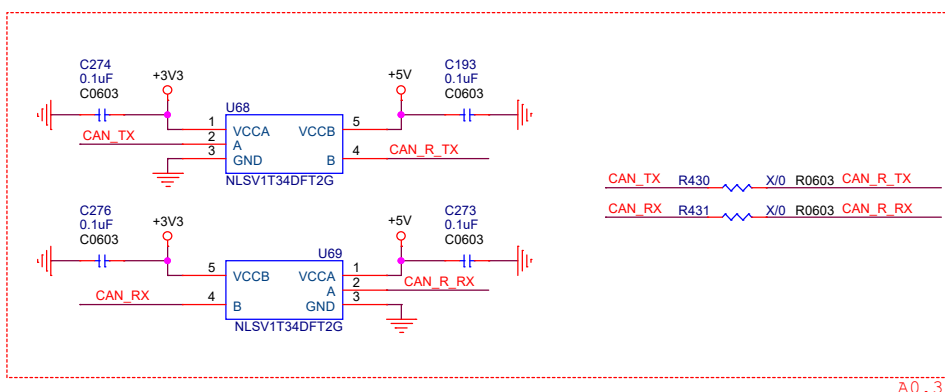 C274
0.1uF
C0603
+3V3
+5V
C193
0.1uF
C0603
U68
1
VCCA
VCCB
5
CAN_TX
2
A
3
GND
B
4
CAN_R_TX
NLSV1T34DFT2G
CAN_TX
R430
X/0
R0603
CAN_R_TX
CAN_RX
R431
X/0
R0603
CAN_R_RX
C276
0.1uF
C0603
+3V3
+5V
C273
0.1uF
C0603
U69
5
VCCB
VCCA
1
A
2
CAN_R_RX
CAN_RX
4
B
GND
3
NLSV1T34DFT2G
A0.3